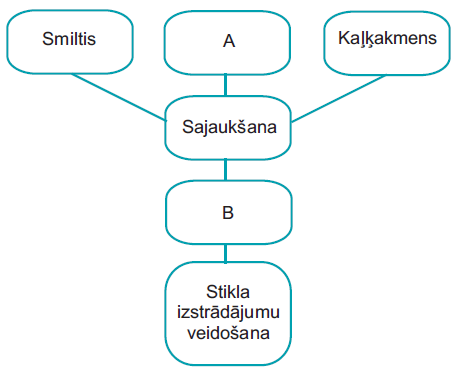 Smiltis
A
Kaļķakmens
Sajaukšana
B
Stikla
izstrādājumu
veidošana